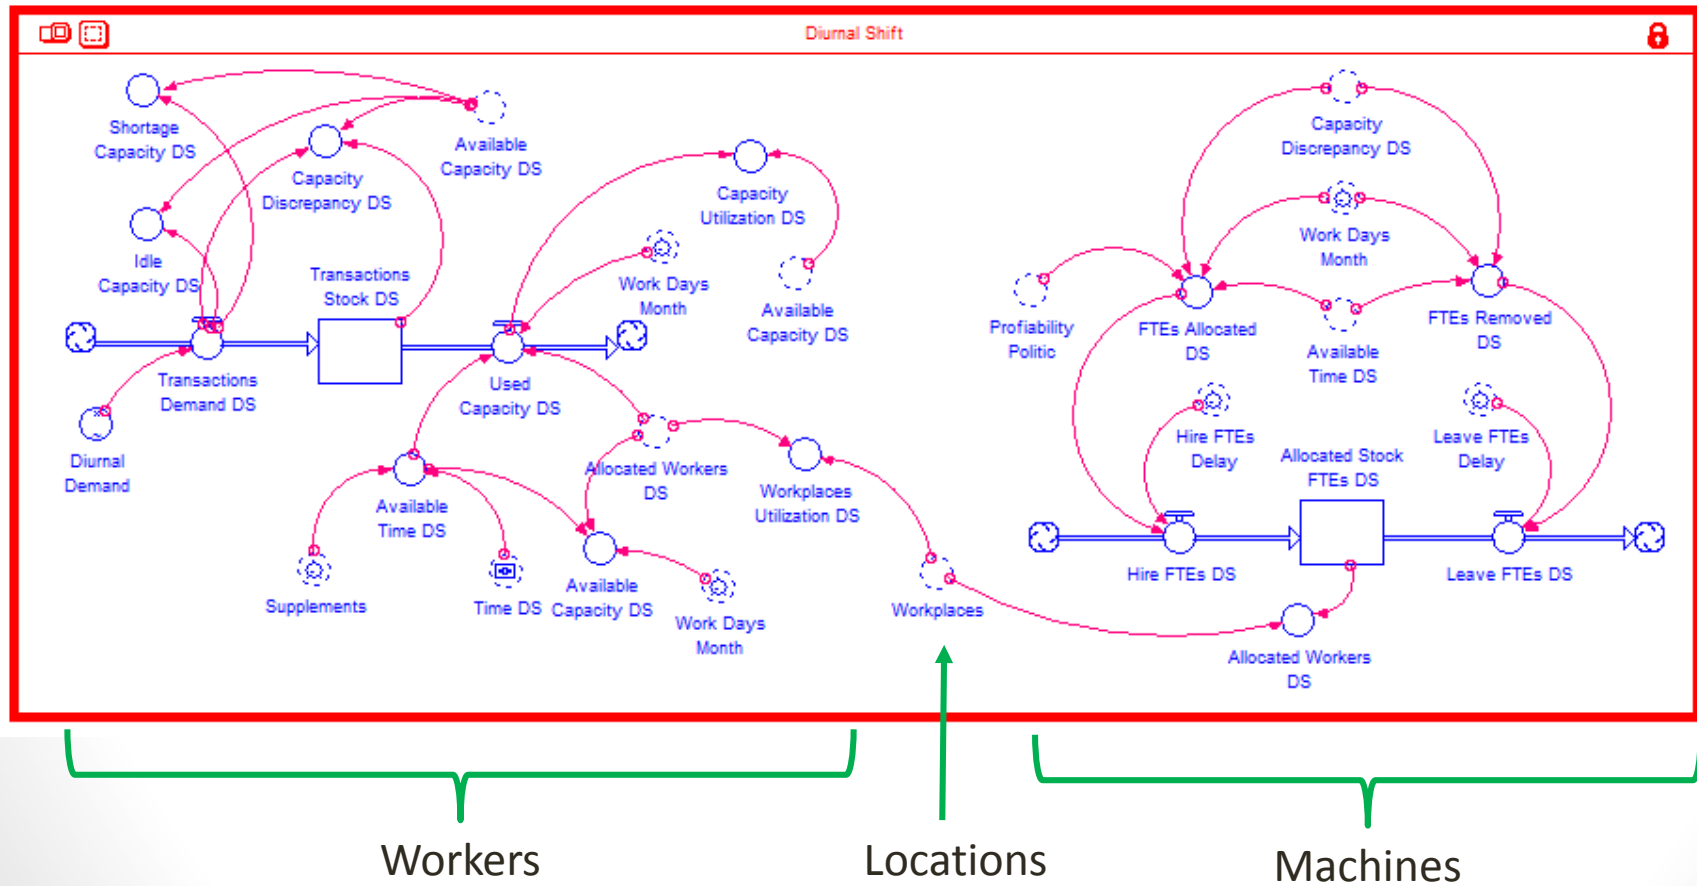 Diurnal Shift
Shortage
Capacity DS
Available
Capacity DS
Capacity
Discrepancy DS
Idle
Capacity DS
Transactions
Stock DS
Capacity
Utilization DS
Work Days
Month
Available
Capacity DS
Transactions
Demand DS
Used
Capacity DS
Diurnal
Demand
Available
Time DS
Allocated Workers
DS
Workplaces
Utilization DS
Supplements
Time DS
Available
Capacity DS
Work Days
Month
Workplaces
Capacity
Discrepancy DS
Work Days
Month
Profiability
Politic
FTEs Allocated
DS
Available
Time DS
FTEs Removed
DS
Hire FTEs
Delay
Leave FTEs
Delay
Allocated Stock
FTEs DS
Hire FTEs DS
Leave FTEs DS
Allocated Workers
DS
Workers
Locations
Machines